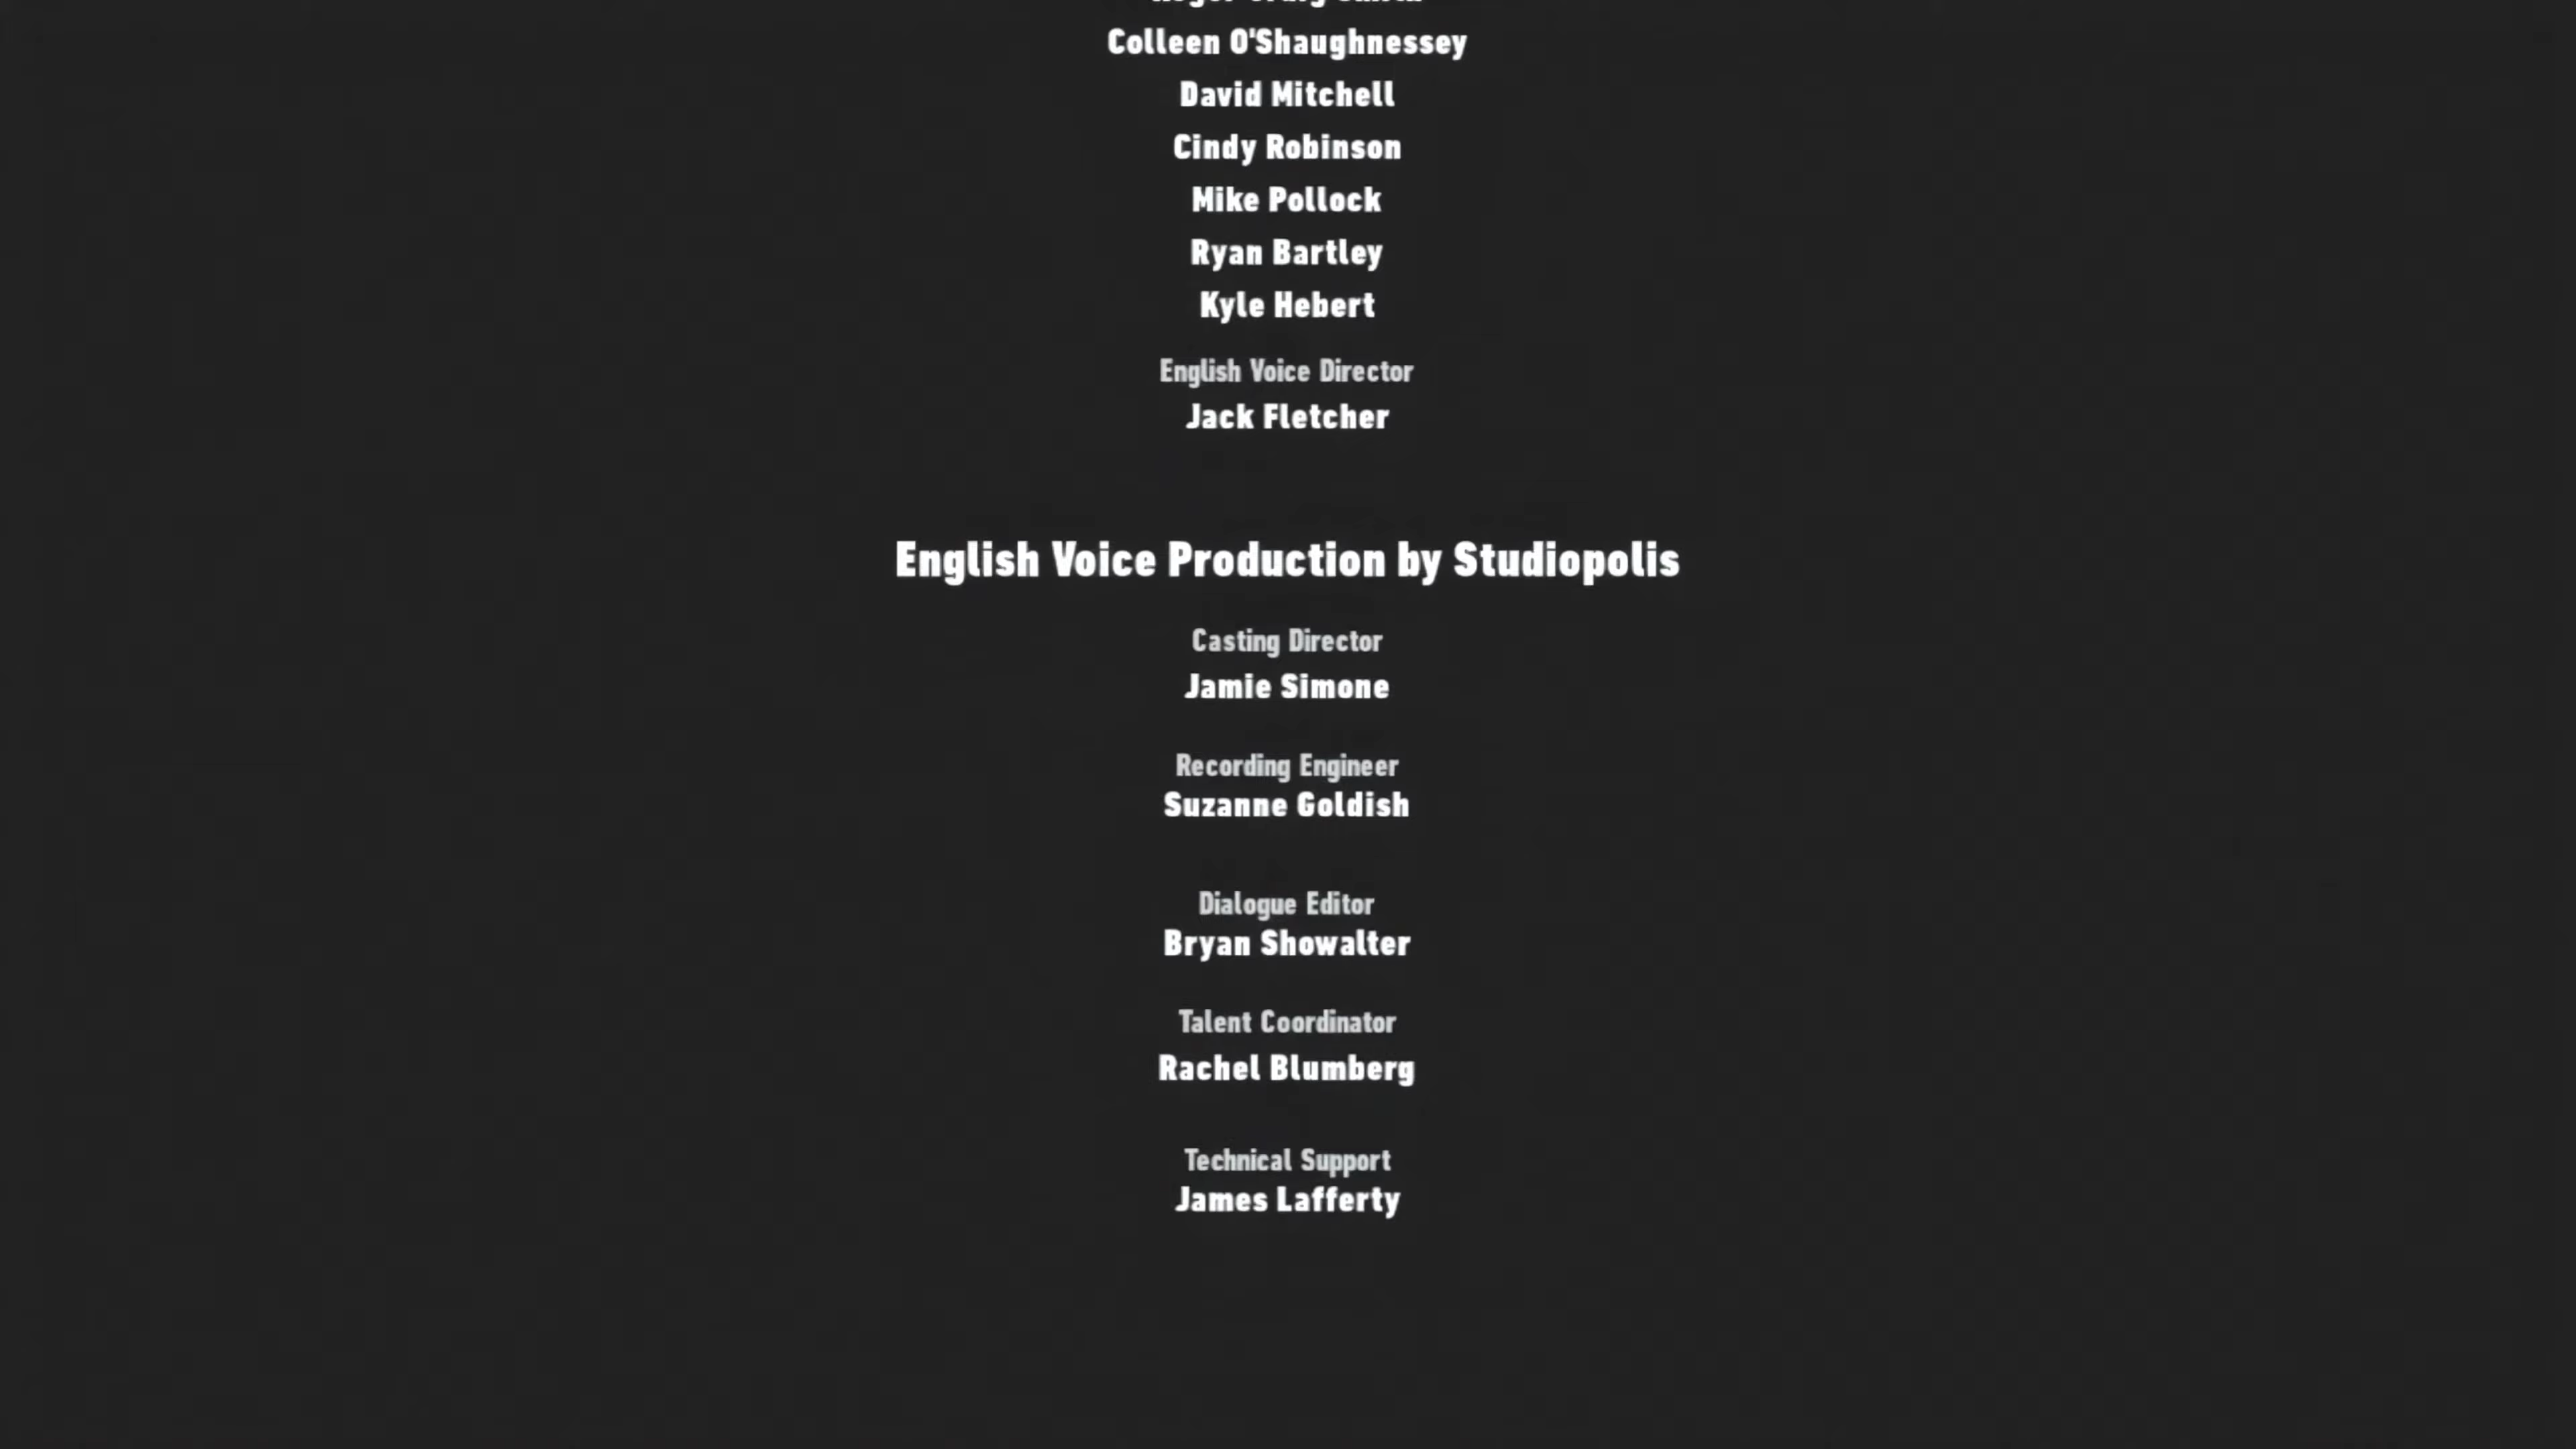 Colleen O'Shaughnessey
David Mitchell
Cindy Robinson
Mike Pollock
Ryan Bartley
Kyle Hebert
English Voice Director
Jack Fletcher
English Voice Production by Studiopolis
Casting Director
Jamie Simone
Recording Engineer
Suzanne Goldish
Dialogue Editor
Bryan Showalter
Talent Coordinator
Rachel Blumberg
Technical Support
James Lafferty